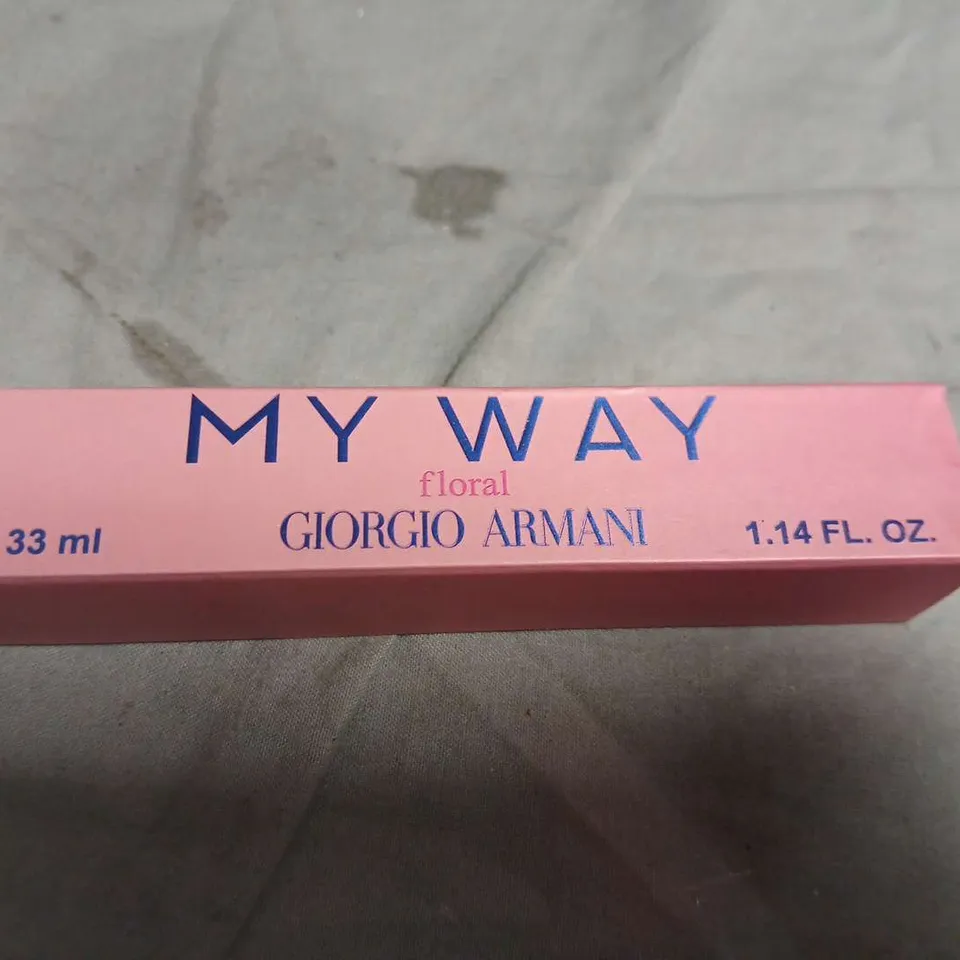 MY WAY
floral
33 ml GIORGIO ARMANI 1.14 FL. OZ.